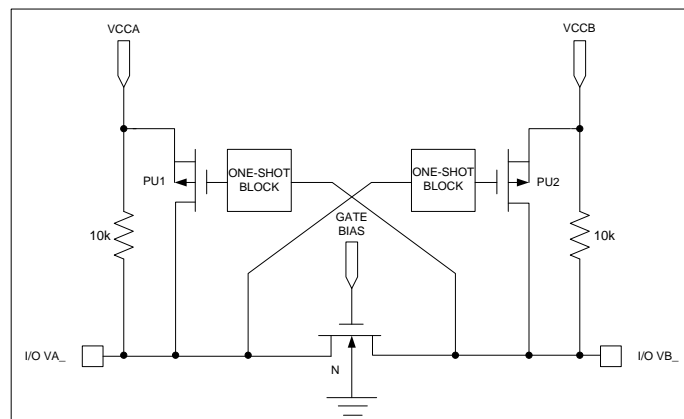 VCCA
VCCB
ONE-SHOT
BLOCK
ONE-SHOT
BLOCK
PU1
PU2
GATE
BIAS
10k
10k
I/O VA_
I/O VB_
N